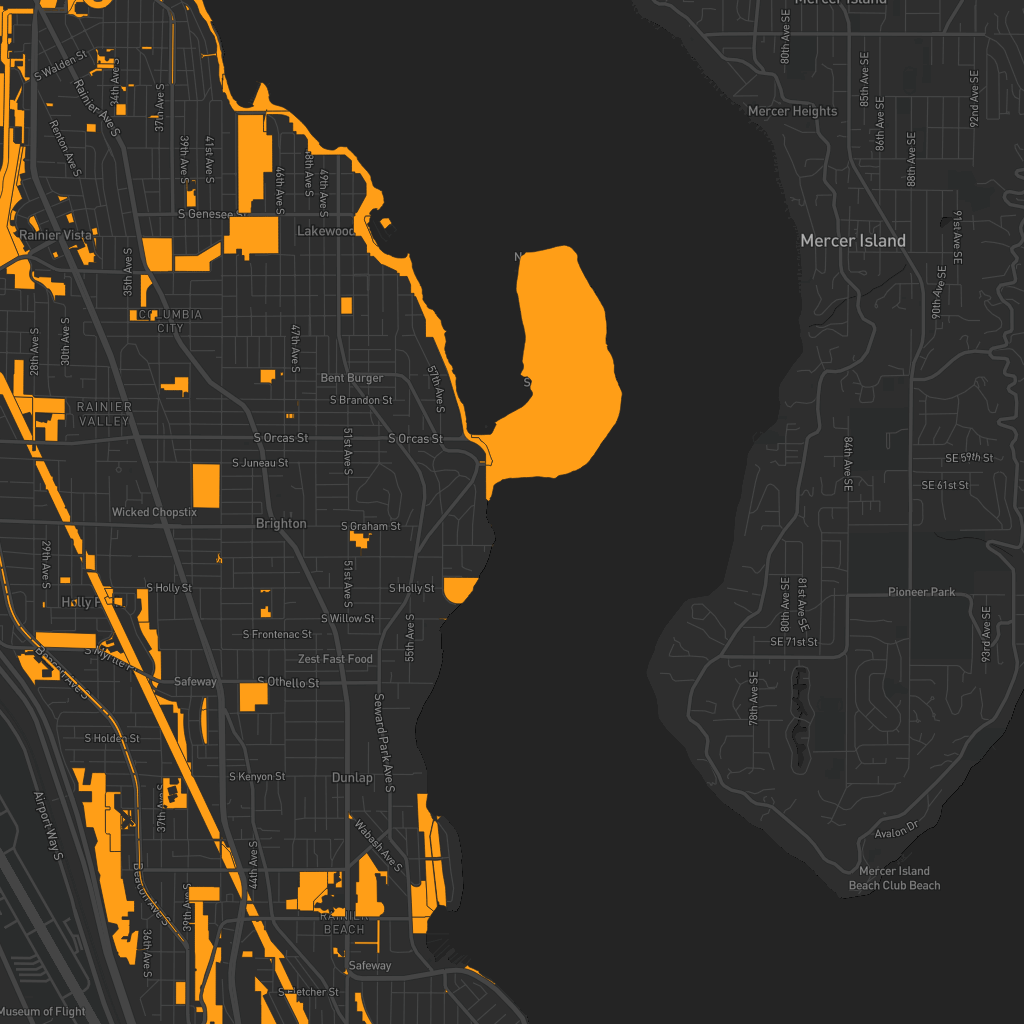 Mercer Island
80th Ave SE
S Walden St
34th Ave S
Rainier Ave S
37th Ave S
85th Ave SE
92nd Ave SE
Mercer Heights
86th Ave SE
Renton Ave S
39th Ave S
41st Ave S
46th Ave S
48th Ave S
49th Ave S
88th Ave SE
S Genesee St
Rainier Vista
Lakewood
91st Ave SE
Mercer Island
35th Ave S
90th Ave SE
COLUMBIA
CITY
28th Ave S
30th Ave S
47th Ave S
Bent Burger
57th Ave S
S Brandon St
RAINIER
VALLEY
S Orcas St
S Orcas St
51st Ave S
84th Ave SE
SE 59th St
S Juneau St
SE 61st St
Wicked Chopstix
Brighton
S Graham St
29th Ave S
S Holly St
51st Ave S
S Holly St
80th Ave SE
81st Ave SE
Pioneer Park
Holly P
S Willow St
S Frontenac St
55th Ave S
SE 71st St
93rd Ave SE
S Myrtle P
Zest Fast Food
Beacon Ave S
Safeway
S Othello St
78th Ave SE
Seward Park Ave S
S Holden St
S Kenyon St
Dunlap
Airport Way S
37th Ave S
Wabash Ave S
Avalon Dr
44th Ave S
Beacon Ave S
39th Ave S
Mercer Island
Beach Club Beach
RAINIER
BEACH
36th Ave S
Safeway
S Fletcher St
Museum of Flight